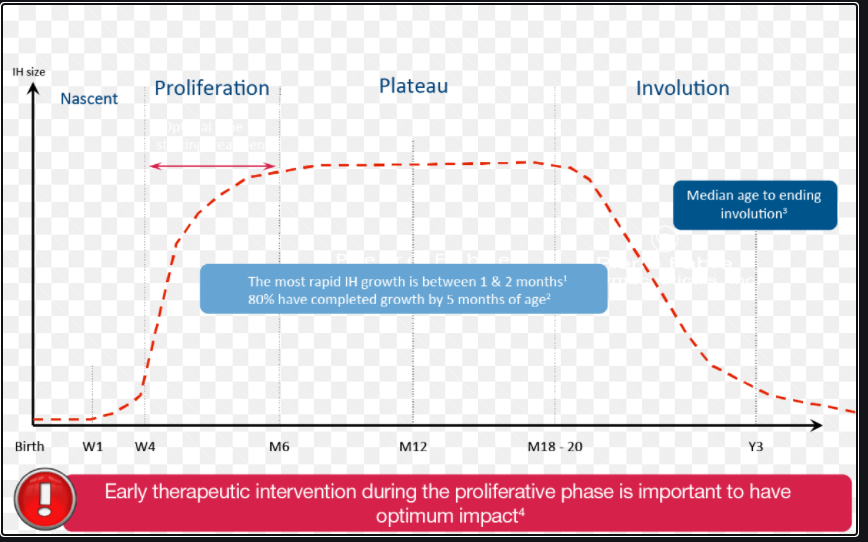 IH size
Nascent
Proliferation
Plateau
Involution
Median age to ending
involution³
The most rapid IH growth is between 1 & 2 months¹
80% have completed growth by 5 months of age²
Birth
W1
W4
M6
M12
M18 - 20
Y3
Early therapeutic intervention during the proliferative phase is important to have
optimum impact⁴